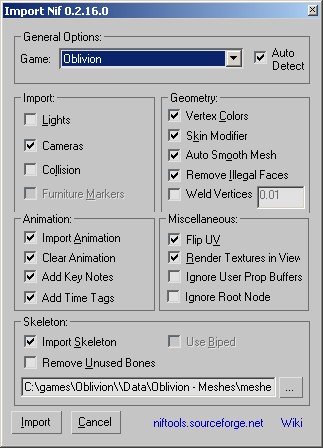 Import Nif 0.2.16.0
General Options:
Game: Oblivion
Auto Detect
Import:
Lights
Cameras
Collision
Furniture Markers
Geometry:
Vertex Colors
Skin Modifier
Auto Smooth Mesh
Remove Illegal Faces
Weld Vertices 0.01
Animation:
Import Animation
Clear Animation
Add Key Notes
Add Time Tags
Miscellaneous:
Flip UV
Render Textures in View
Ignore User Prop Buffers
Ignore Root Node
Skeleton:
Import Skeleton Use Biped
Remove Unused Bones
C:\games\Oblivion\\Data\Oblivion - Meshes\meshe ...
Import Cancel niftools.sourceforge.net Wiki